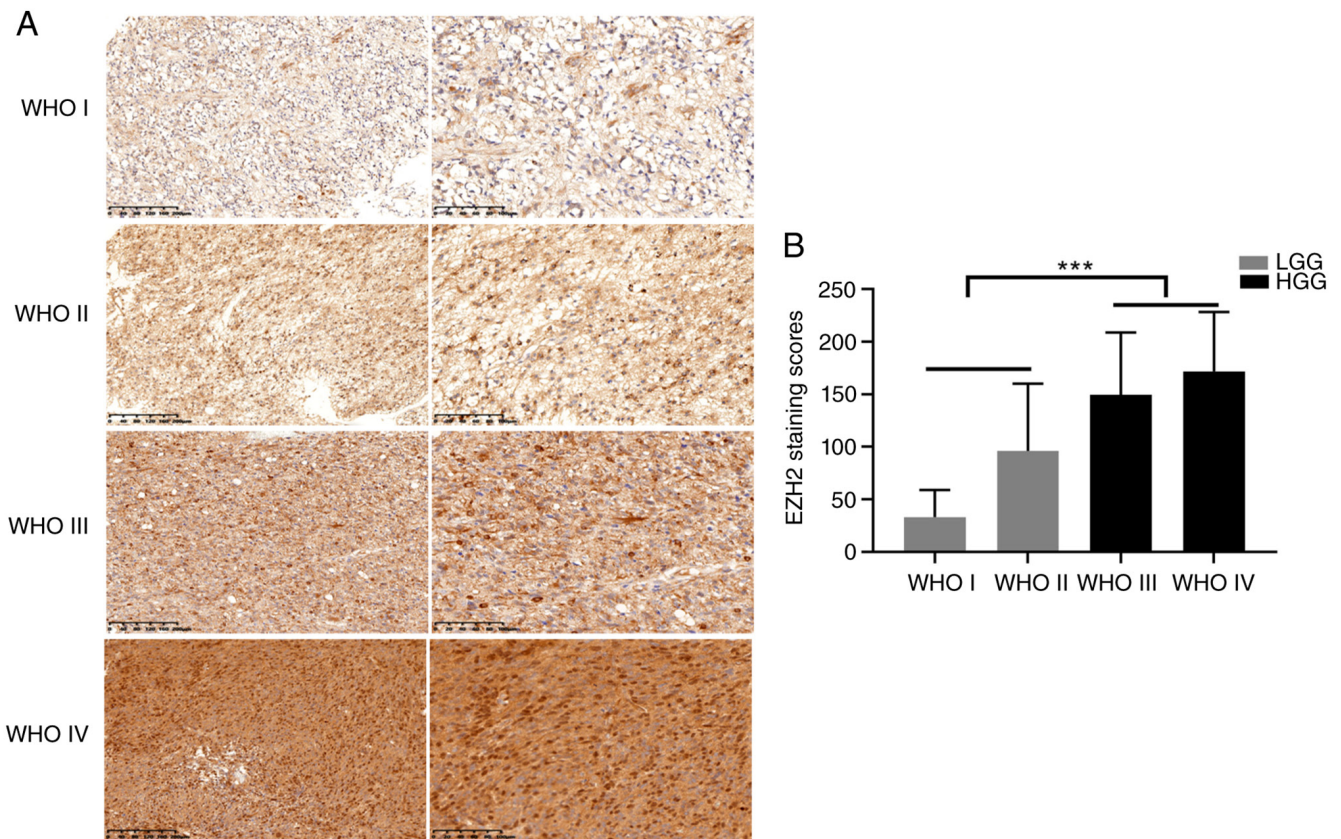 A
WHO I
WHO II
WHO III
WHO IV
B
LGG
HGG
***
EZH2 staining scores
250
200
150
100
50
0
WHO I WHO II WHO III WHO IV